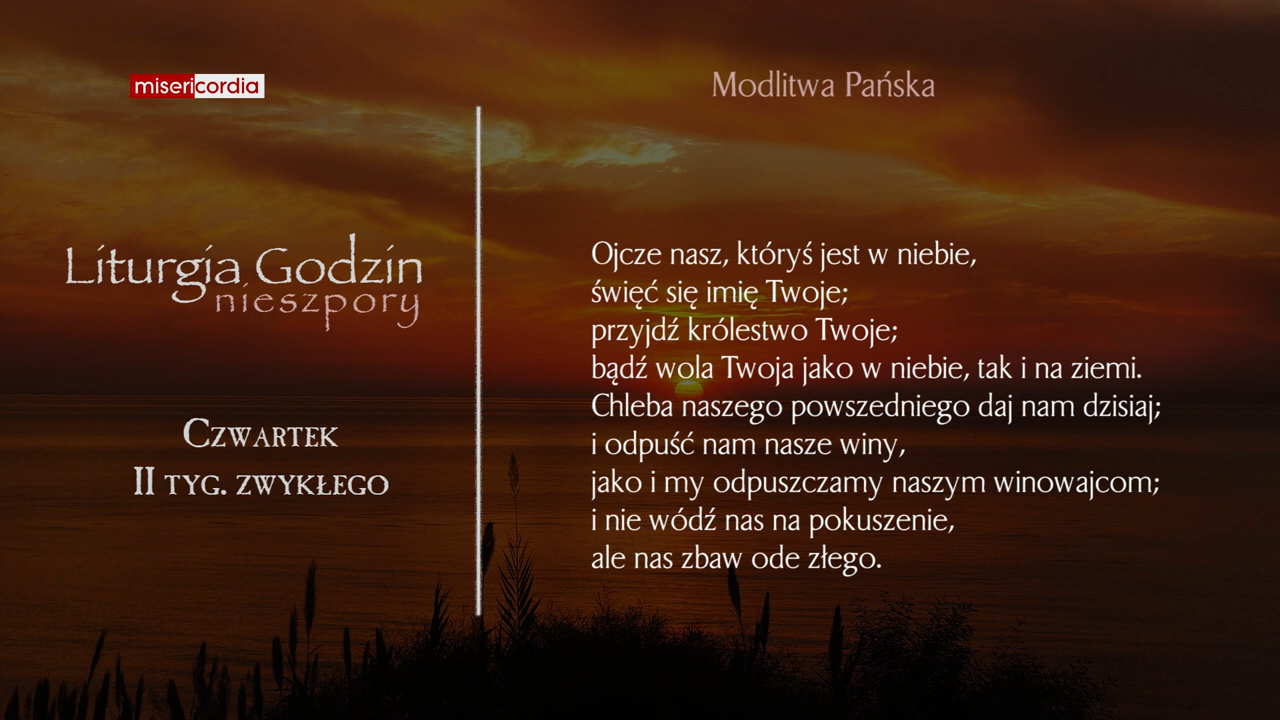 misericordia
Liturgia Godzin
nieszpory
Czwartek
II tyg. zwykłego
Modlitwa Pańska
Ojcze nasz, któryś jest w niebie,
święć się imię Twoje;
przyjdź królestwo Twoje;
bądź wola Twoja jako w niebie, tak i na ziemi.
Chleba naszego powszedniego daj nam dzisiaj;
i odpuść nam nasze winy,
jako i my odpuszczamy naszym winowajcom;
i nie wódź nas na pokuszenie,
ale nas zbaw ode złego.